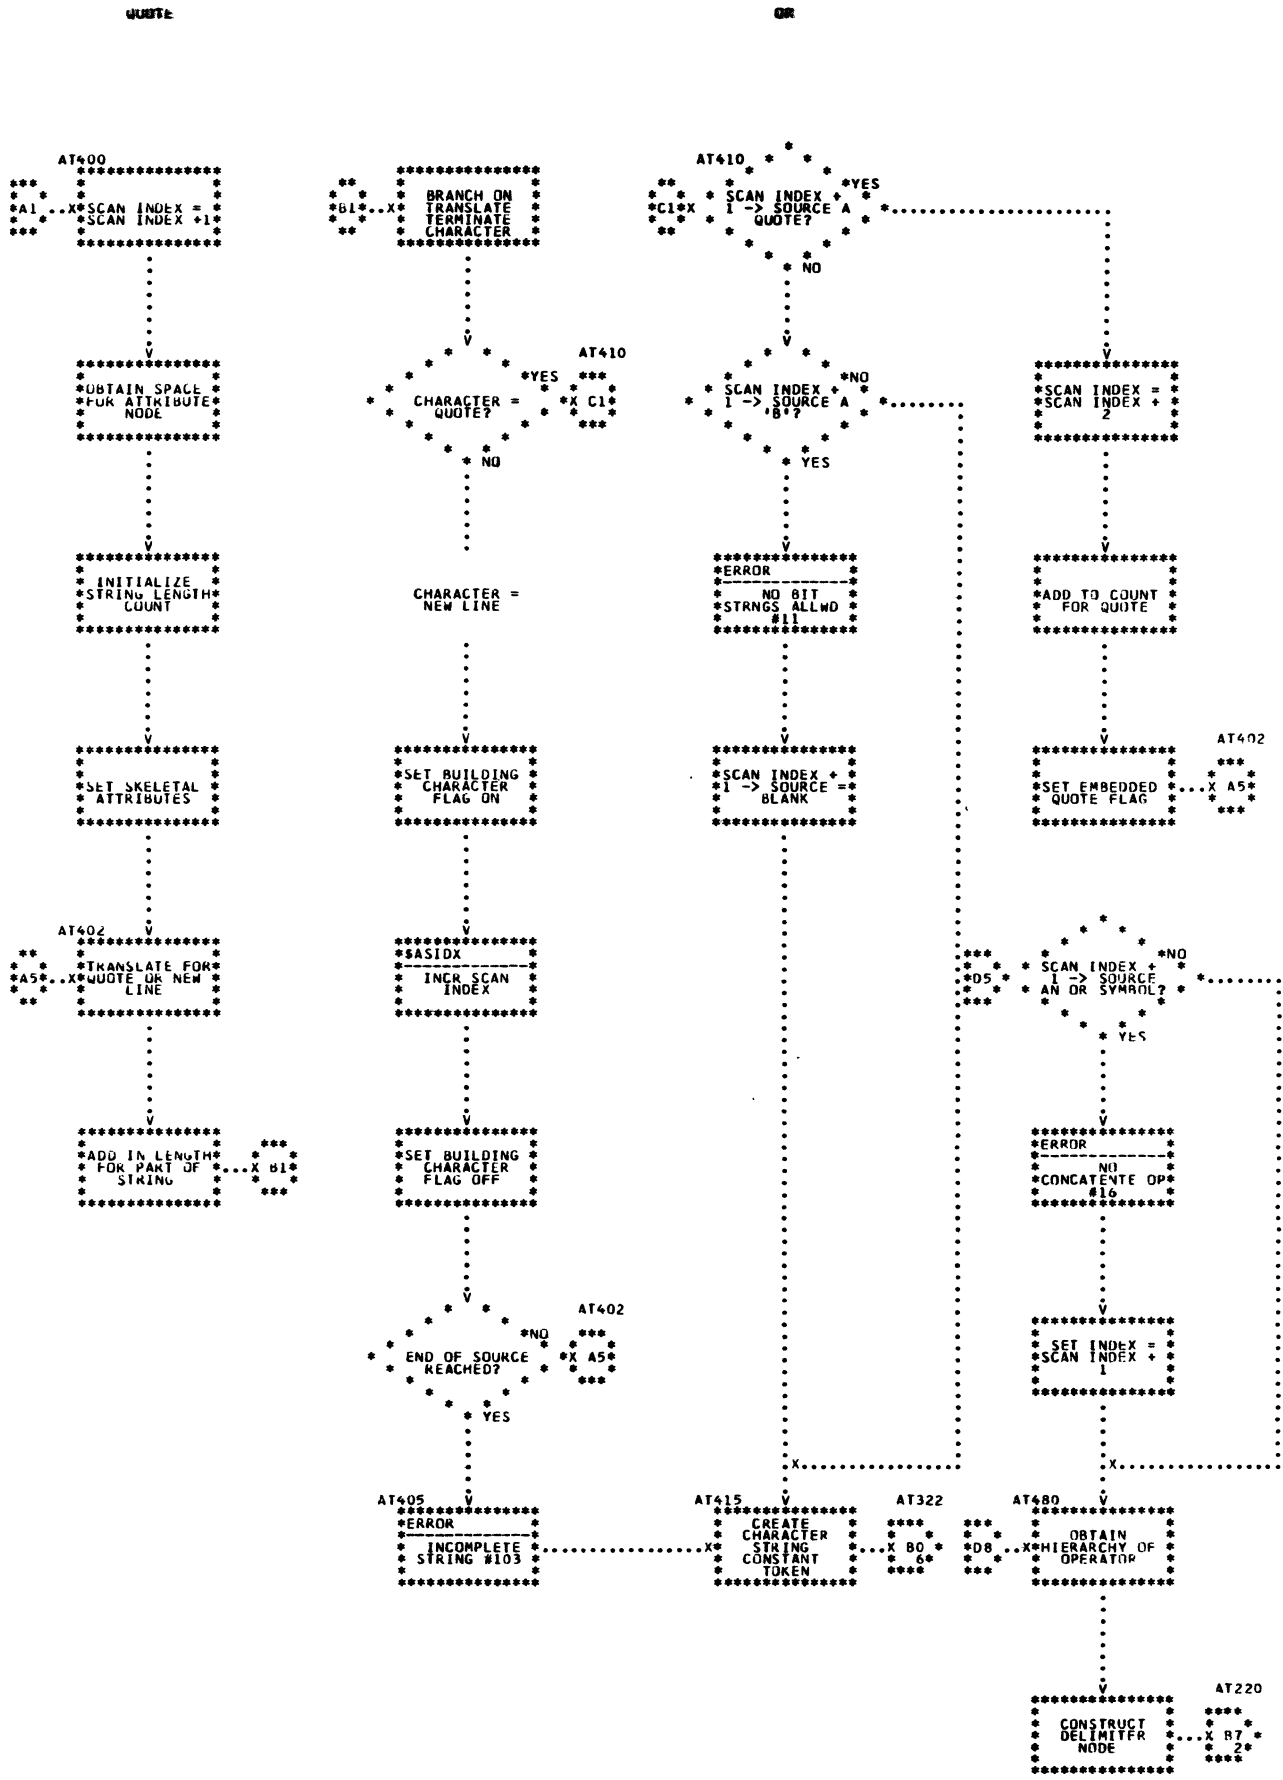 QUOTE
OR
AT400
A1
SCAN INDEX =
SCAN INDEX +1
OBTAIN SPACE
FOR ATTRIBUTE
NODE
INITIALIZE
STRING LENGTH
COUNT
SET SKELETAL
ATTRIBUTES
AT402
A5
TRANSLATE FOR
QUOTE OR NEW
LINE
ADD IN LENGTH
FOR PART OF
STRING
B1
B1
BRANCH ON
TRANSLATE
TERMINATE
CHARACTER
CHARACTER =
QUOTE?
YES
AT410
C1
NO
CHARACTER =
NEW LINE
SET BUILDING
CHARACTER
FLAG ON
$ASIDX
INCR SCAN
INDEX
SET BUILDING
CHARACTER
FLAG OFF
END OF SOURCE
REACHED?
NO
AT402
A5
YES
AT405
ERROR
INCOMPLETE
STRING #103
AT410
C1
SCAN INDEX +
1 -> SOURCE A
QUOTE?
YES
NO
SCAN INDEX +
1 -> SOURCE A
'B'?
NO
YES
ERROR
NO BIT
STRNGS ALLWD
#11
SCAN INDEX +
1 -> SOURCE =
BLANK
AT415
CREATE
CHARACTER
STRING
CONSTANT
TOKEN
AT322
B0
6
SCAN INDEX =
SCAN INDEX +
2
ADD TO COUNT
FOR QUOTE
SET EMBEDDED
QUOTE FLAG
AT402
A5
D5
SCAN INDEX +
1 -> SOURCE
AN OR SYMBOL?
NO
YES
ERROR
NO
CONCATENTE OP
#16
SET INDEX =
SCAN INDEX +
1
AT480
D8
OBTAIN
HIERARCHY OF
OPERATOR
CONSTRUCT
DELIMITER
NODE
AT220
B7
2